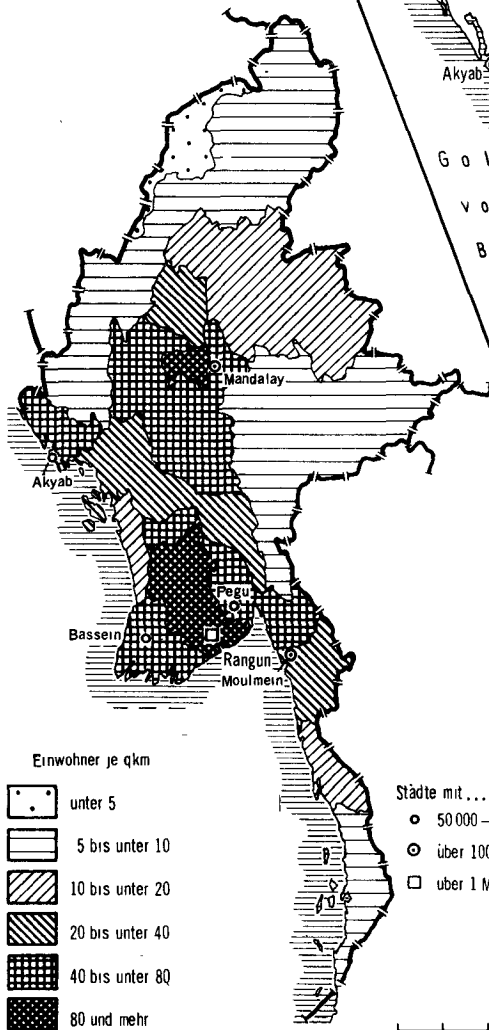 Akyab
G o l
v o
B
Mandalay
Akyab
Pegu
Bassein
Rangun
Moulmein
Einwohner je qkm
unter 5
5 bis unter 10
10 bis unter 20
20 bis unter 40
40 bis unter 80
80 und mehr
Städte mit ...
50 000 –
über 100
uber 1 M